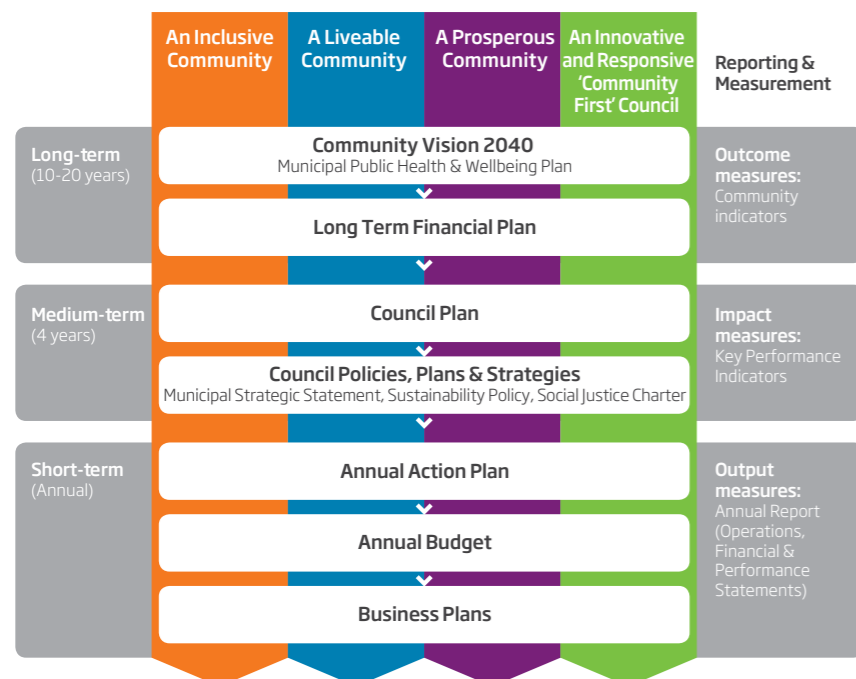 An Inclusive
Community
A Liveable
Community
A Prosperous
Community
An Innovative
and Responsive
‘Community
First’ Council
Reporting &
Measurement
Long-term
(10-20 years)
Community Vision 2040
Municipal Public Health & Wellbeing Plan
Long Term Financial Plan
Outcome
measures:
Community
indicators
Medium-term
(4 years)
Council Plan
Council Policies, Plans & Strategies
Municipal Strategic Statement, Sustainability Policy, Social Justice Charter
Impact
measures:
Key Performance
Indicators
Short-term
(Annual)
Annual Action Plan
Annual Budget
Business Plans
Output
measures:
Annual Report
(Operations,
Financial &
Performance
Statements)